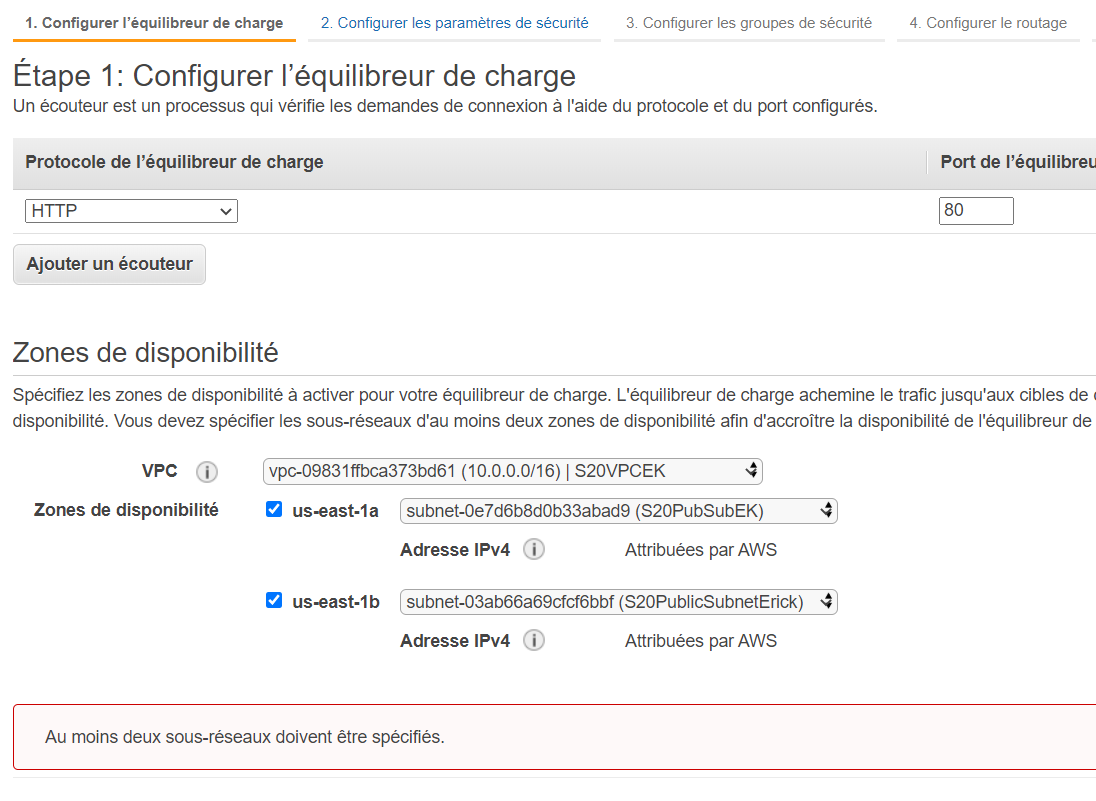 1. Configurer l’équilibreur de charge 2. Configurer les paramètres de sécurité 3. Configurer les groupes de sécurité 4. Configurer le routage
Étape 1: Configurer l’équilibreur de charge
Un écouteur est un processus qui vérifie les demandes de connexion à l'aide du protocole et du port configurés.
Protocole de l’équilibreur de charge Port de l’équilibreu
HTTP 80
Ajouter un écouteur
Zones de disponibilité
Spécifiez les zones de disponibilité à activer pour votre équilibreur de charge. L'équilibreur de charge achemine le trafic jusqu'aux cibles de
disponibilité. Vous devez spécifier les sous-réseaux d'au moins deux zones de disponibilité afin d'accroître la disponibilité de l'équilibreur de
VPC i vpc-09831ffbca373bd61 (10.0.0.0/16) | S20VPCEK
Zones de disponibilité us-east-1a subnet-0e7d6b8d0b33abad9 (S20PubSubEK)
Adresse IPv4 i Attribuées par AWS
us-east-1b subnet-03ab66a69cfcf6bbf (S20PublicSubnetErick)
Adresse IPv4 i Attribuées par AWS
Au moins deux sous-réseaux doivent être spécifiés.